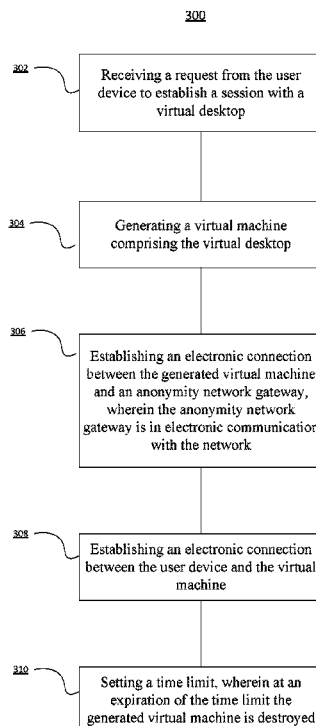 300
302
Receiving a request from the user
device to establish a session with a
virtual desktop
304
Generating a virtual machine
comprising the virtual desktop
306
Establishing an electronic connection
between the generated virtual machine
and an anonymity network gateway,
wherein the anonymity network
gateway is in electronic communication
with the network
308
Establishing an electronic connection
between the user device and the virtual
machine
310
Setting a time limit, wherein at an
expiration of the time limit the
generated virtual machine is destroyed